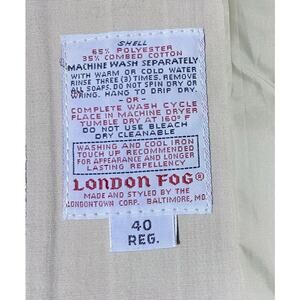 SHELL
65% POLYESTER
35% COMBED COTTON
MACHINE WASH SEPARATELY
WITH WARM OR COLD WATER
RINSE THREE (3) TIMES. REMOVE
ALL SOAPS. DO NOT SPIN DRY OR
WRING. HANG TO DRIP DRY.
-OR-
COMPLETE WASH CYCLE
PLACE IN MACHINE DRYER
TUMBLE DRY AT 160° F
DO NOT USE BLEACH
DRY CLEANABLE
WASHING AND COOL IRON
TOUCH UP RECOMMENDED
FOR APPEARANCE AND LONGER
LASTING REPELLENCY
LONDON FOG®
MADE AND STYLED BY THE
LONDONTOWN CORP. BALTIMORE, MD.
40
REG.